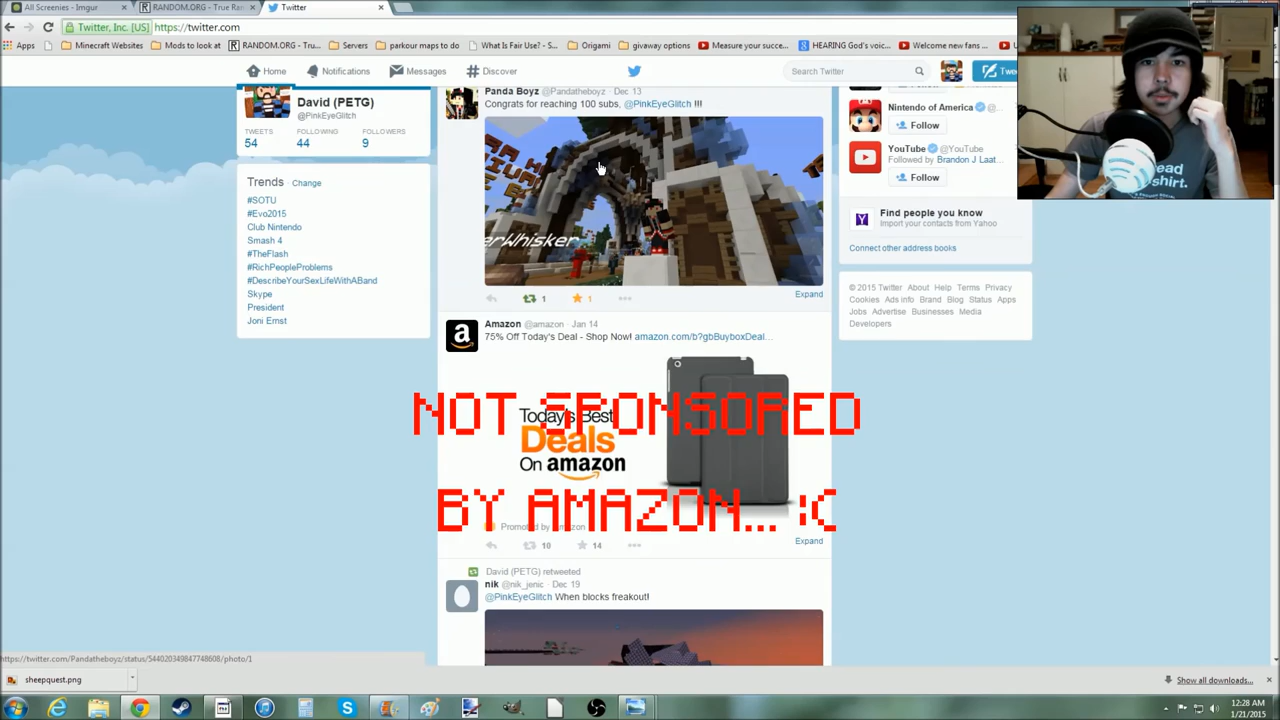 All Screenies - Imgur
RANDOM.ORG - True Ran
Twitter
Twitter, Inc. [US]
https://twitter.com
Apps
Minecraft Websites
Mods to look at
RANDOM.ORG - Tru...
Servers
parkour maps to do
What Is Fair Use? - S...
Origami
givaway options
Measure your succe...
HEARING God's voic...
Welcome new fans ...
Home
Notifications
Messages
Discover
Search Twitter
David (PETG)
@PinkEyeGlitch
TWEETS
FOLLOWING
FOLLOWERS
54
44
9
Trends
Change
#SOTU
#Evo2015
Club Nintendo
Smash 4
#TheFlash
#RichPeopleProblems
#DescribeYourSexLifeWithABand
Skype
President
Joni Ernst
Panda Boyz @Pandatheboyz · Dec 13
Congrats for reaching 100 subs, @PinkEyeGlitch !!!
erWhisker
1
1
Expand
Amazon @amazon · Jan 14
75% Off Today's Deal - Shop Now! amazon.com/b?gbBuyboxDeal...
Today's Best
Deals
On amazon
NOT SPONSORED
BY AMAZON... :C
Promoted by Amazon
10
14
Expand
David (PETG) retweeted
nik @nik_jenic · Dec 19
@PinkEyeGlitch When blocks freakout!
Follow
Nintendo of America @...
Follow
YouTube @YouTube
Followed by Brandon J Laat...
Follow
Find people you know
Import your contacts from Yahoo
Connect other address books
© 2015 Twitter About Help Terms Privacy
Cookies Ads info Brand Blog Status Apps
Jobs Advertise Businesses Media
Developers
https://twitter.com/Pandatheboyz/status/544020349847748608/photo/1
sheepquest.png
Show all downloads...
12:28 AM
1/21/2015